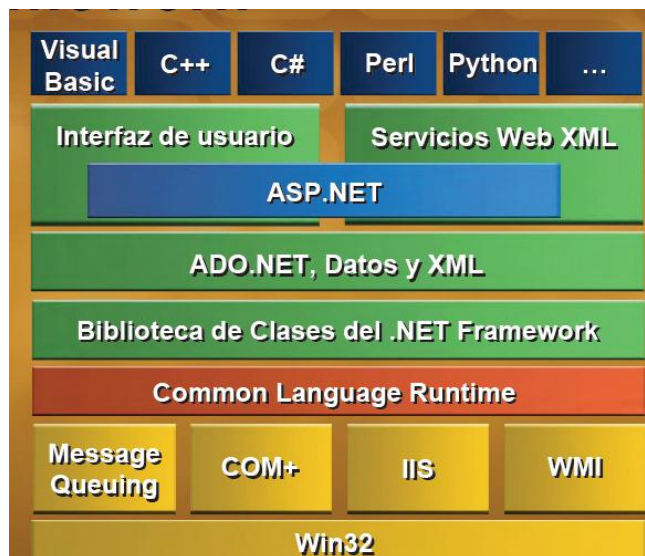 Visual
Basic
C++
C#
Perl
Python
...
Interfaz de usuario
Servicios Web XML
ASP.NET
ADO.NET, Datos y XML
Biblioteca de Clases del .NET Framework
Common Language Runtime
Message
Queuing
COM+
IIS
WMI
Win32